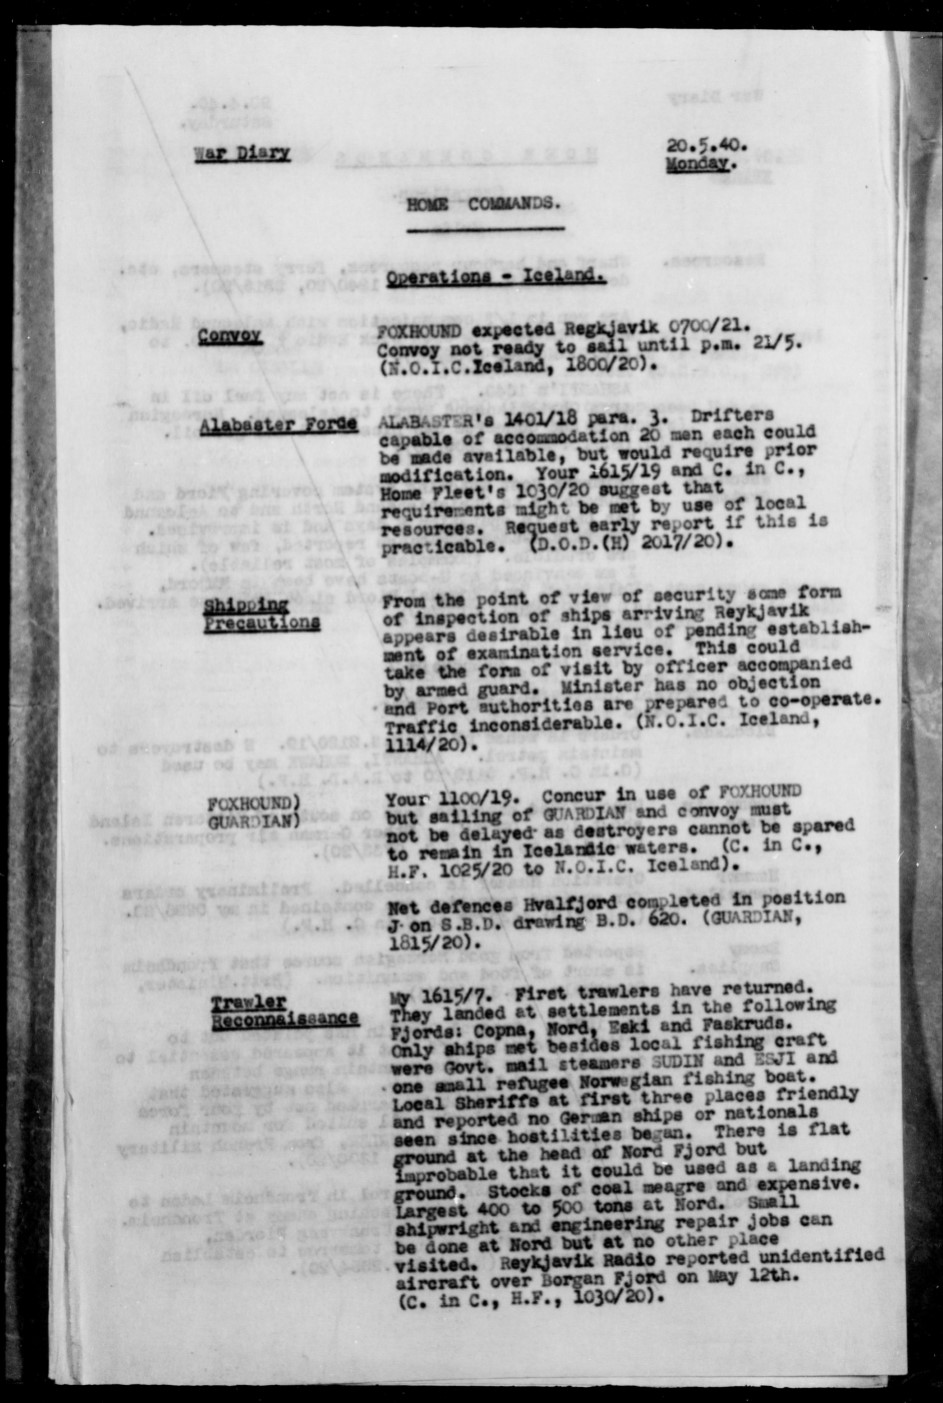 War Diary
20.5.40.
Monday.
HOME COMMANDS.
Operations - Iceland.
Convoy
FOXHOUND expected Regkjavik 0700/21.
Convoy not ready to sail until p.m. 21/5.
(N.O.I.C.Iceland, 1800/20).
Alabaster Force
ALABASTER's 1401/18 para. 3. Drifters
capable of accommodation 20 men each could
be made available, but would require prior
modification. Your 1615/19 and C. in C.,
Home Fleet's 1030/20 suggest that
requirements might be met by use of local
resources. Request early report if this is
practicable. (D.O.D.(H) 2017/20).
Shipping
Precautions
From the point of view of security some form
of inspection of ships arriving Reykjavik
appears desirable in lieu of pending establish-
ment of examination service. This could
take the form of visit by officer accompanied
by armed guard. Minister has no objection
and Port authorities are prepared to co-operate.
Traffic inconsiderable. (N.O.I.C. Iceland,
1114/20).
FOXHOUND)
GUARDIAN)
Your 1100/19. Concur in use of FOXHOUND
but sailing of GUARDIAN and convoy must
not be delayed as destroyers cannot be spared
to remain in Icelandic waters. (C. in C.,
H.F. 1025/20 to N.O.I.C. Iceland).
Net defences Hvalfjord completed in position
J on S.B.D. drawing B.D. 620. (GUARDIAN,
1815/20).
Trawler
Reconnaissance
My 1615/7. First trawlers have returned.
They landed at settlements in the following
Fjords: Copna, Nord, Eski and Faskruds.
Only ships met besides local fishing craft
were Govt. mail steamers SUDIN and ESJI and
one small refugee Norwegian fishing boat.
Local Sheriffs at first three places friendly
and reported no German ships or nationals
seen since hostilities began. There is flat
ground at the head of Nord Fjord but
improbable that it could be used as a landing
ground. Stocks of coal meagre and expensive.
Largest 400 to 500 tons at Nord. Small
shipwright and engineering repair jobs can
be done at Nord but at no other place
visited. Reykjavik Radio reported unidentified
aircraft over Borgan Fjord on May 12th.
(C. in C., H.F., 1030/20).